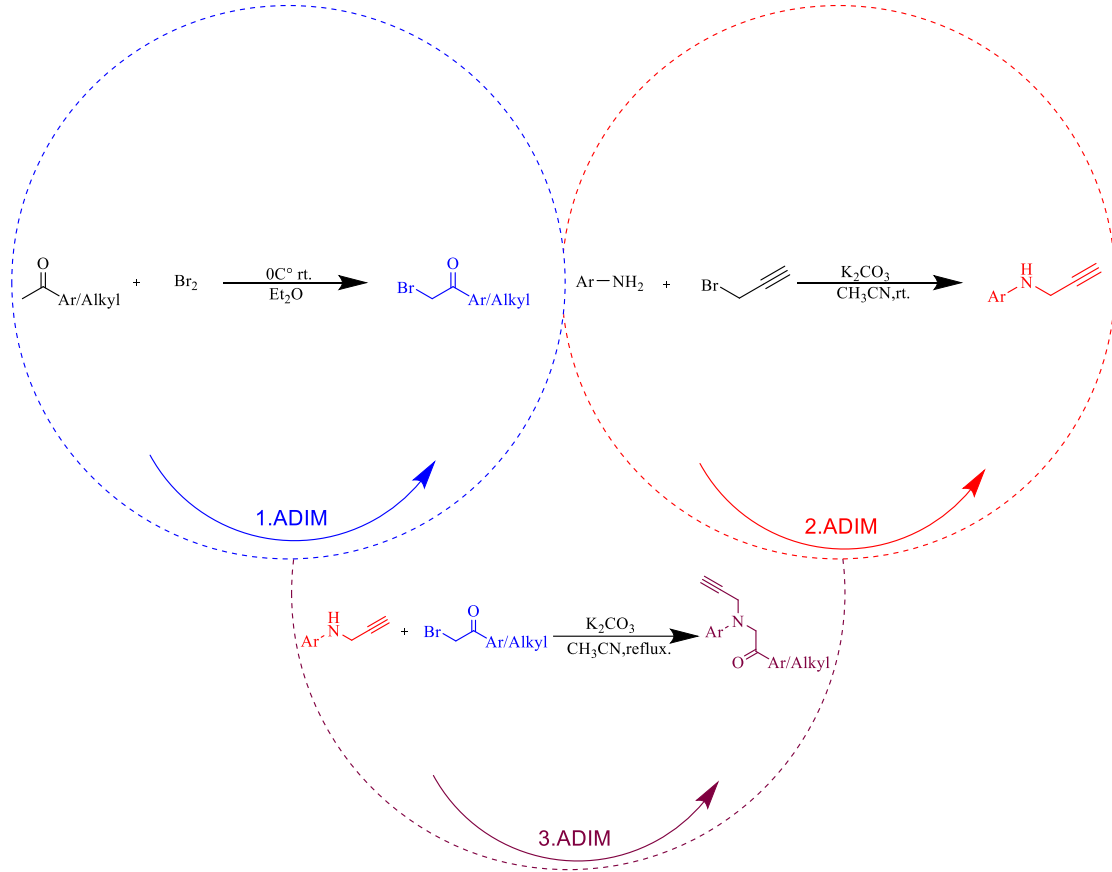 O
Ar/Alkyl
+
Br2
0C° rt.
Et2O
O
Br
Ar/Alkyl
1.ADIM
Ar
NH2
+
Br
K2CO3
CH3CN,rt.
H
N
Ar
2.ADIM
H
N
Ar
+
O
Br
Ar/Alkyl
K2CO3
CH3CN,reflux.
N
Ar
O
Ar/Alkyl
3.ADIM